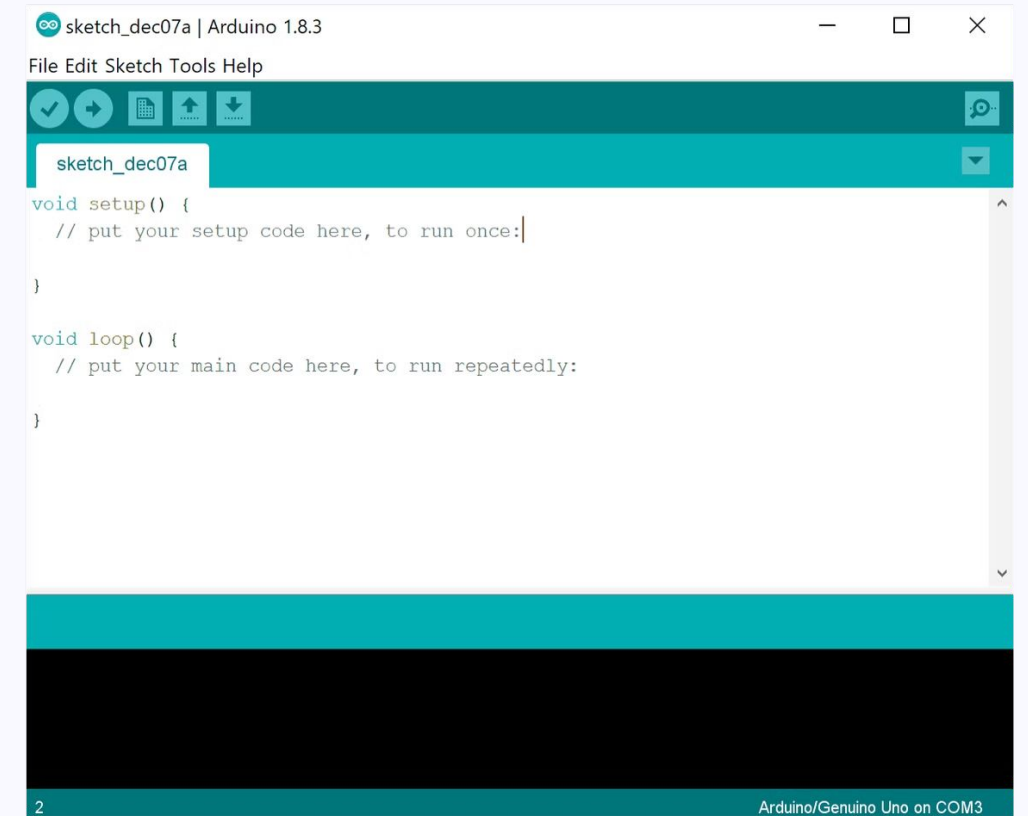 sketch_dec07a | Arduino 1.8.3
File Edit Sketch Tools Help
sketch_dec07a
void setup() {
  // put your setup code here, to run once:
}
void loop() {
  // put your main code here, to run repeatedly:
}
2 Arduino/Genuino Uno on COM3